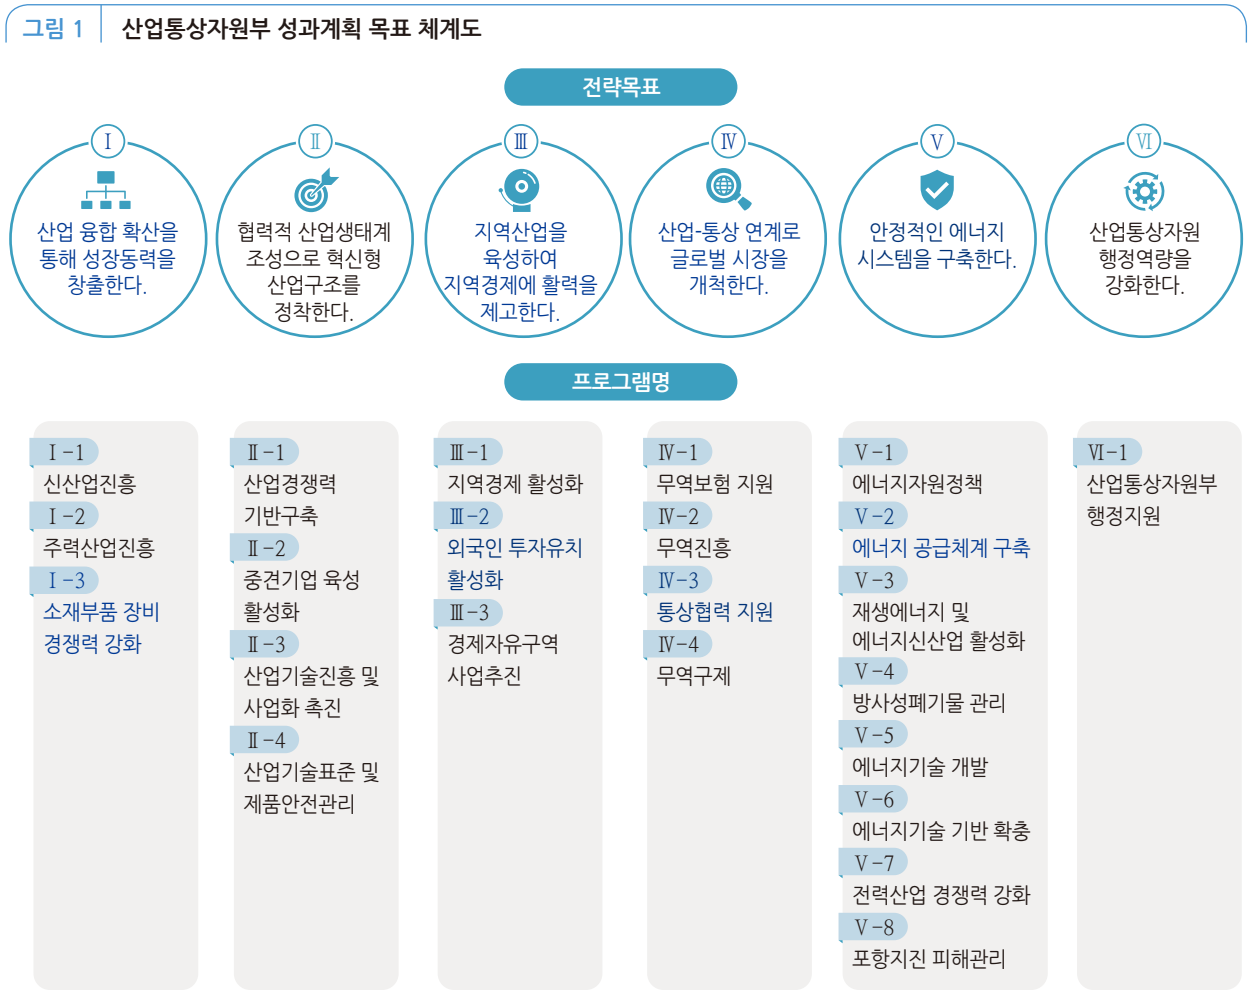 그림 1 산업통상자원부 성과계획 목표 체계도
전략목표
Ⅰ
산업 융합 확산을
통해 성장동력을
창출한다.
Ⅱ
협력적 산업생태계
조성으로 혁신형
산업구조를
정착한다.
Ⅲ
지역산업을
육성하여
지역경제에 활력을
제고한다.
Ⅳ
산업-통상 연계로
글로벌 시장을
개척한다.
Ⅴ
안정적인 에너지
시스템을 구축한다.
Ⅵ
산업통상자원
행정역량을
강화한다.
프로그램명
Ⅰ-1
신산업진흥
Ⅰ-2
주력산업진흥
Ⅰ-3
소재부품 장비
경쟁력 강화
Ⅱ-1
산업경쟁력
기반구축
Ⅱ-2
중견기업 육성
활성화
Ⅱ-3
산업기술진흥 및
사업화 촉진
Ⅱ-4
산업기술표준 및
제품안전관리
Ⅲ-1
지역경제 활성화
Ⅲ-2
외국인 투자유치
활성화
Ⅲ-3
경제자유구역
사업추진
Ⅳ-1
무역보험 지원
Ⅳ-2
무역진흥
Ⅳ-3
통상협력 지원
Ⅳ-4
무역구제
Ⅴ-1
에너지자원정책
Ⅴ-2
에너지 공급체계 구축
Ⅴ-3
재생에너지 및
에너지신산업 활성화
Ⅴ-4
방사성폐기물 관리
Ⅴ-5
에너지기술 개발
Ⅴ-6
에너지기술 기반 확충
Ⅴ-7
전력산업 경쟁력 강화
Ⅴ-8
포항지진 피해관리
Ⅵ-1
산업통상자원부
행정지원